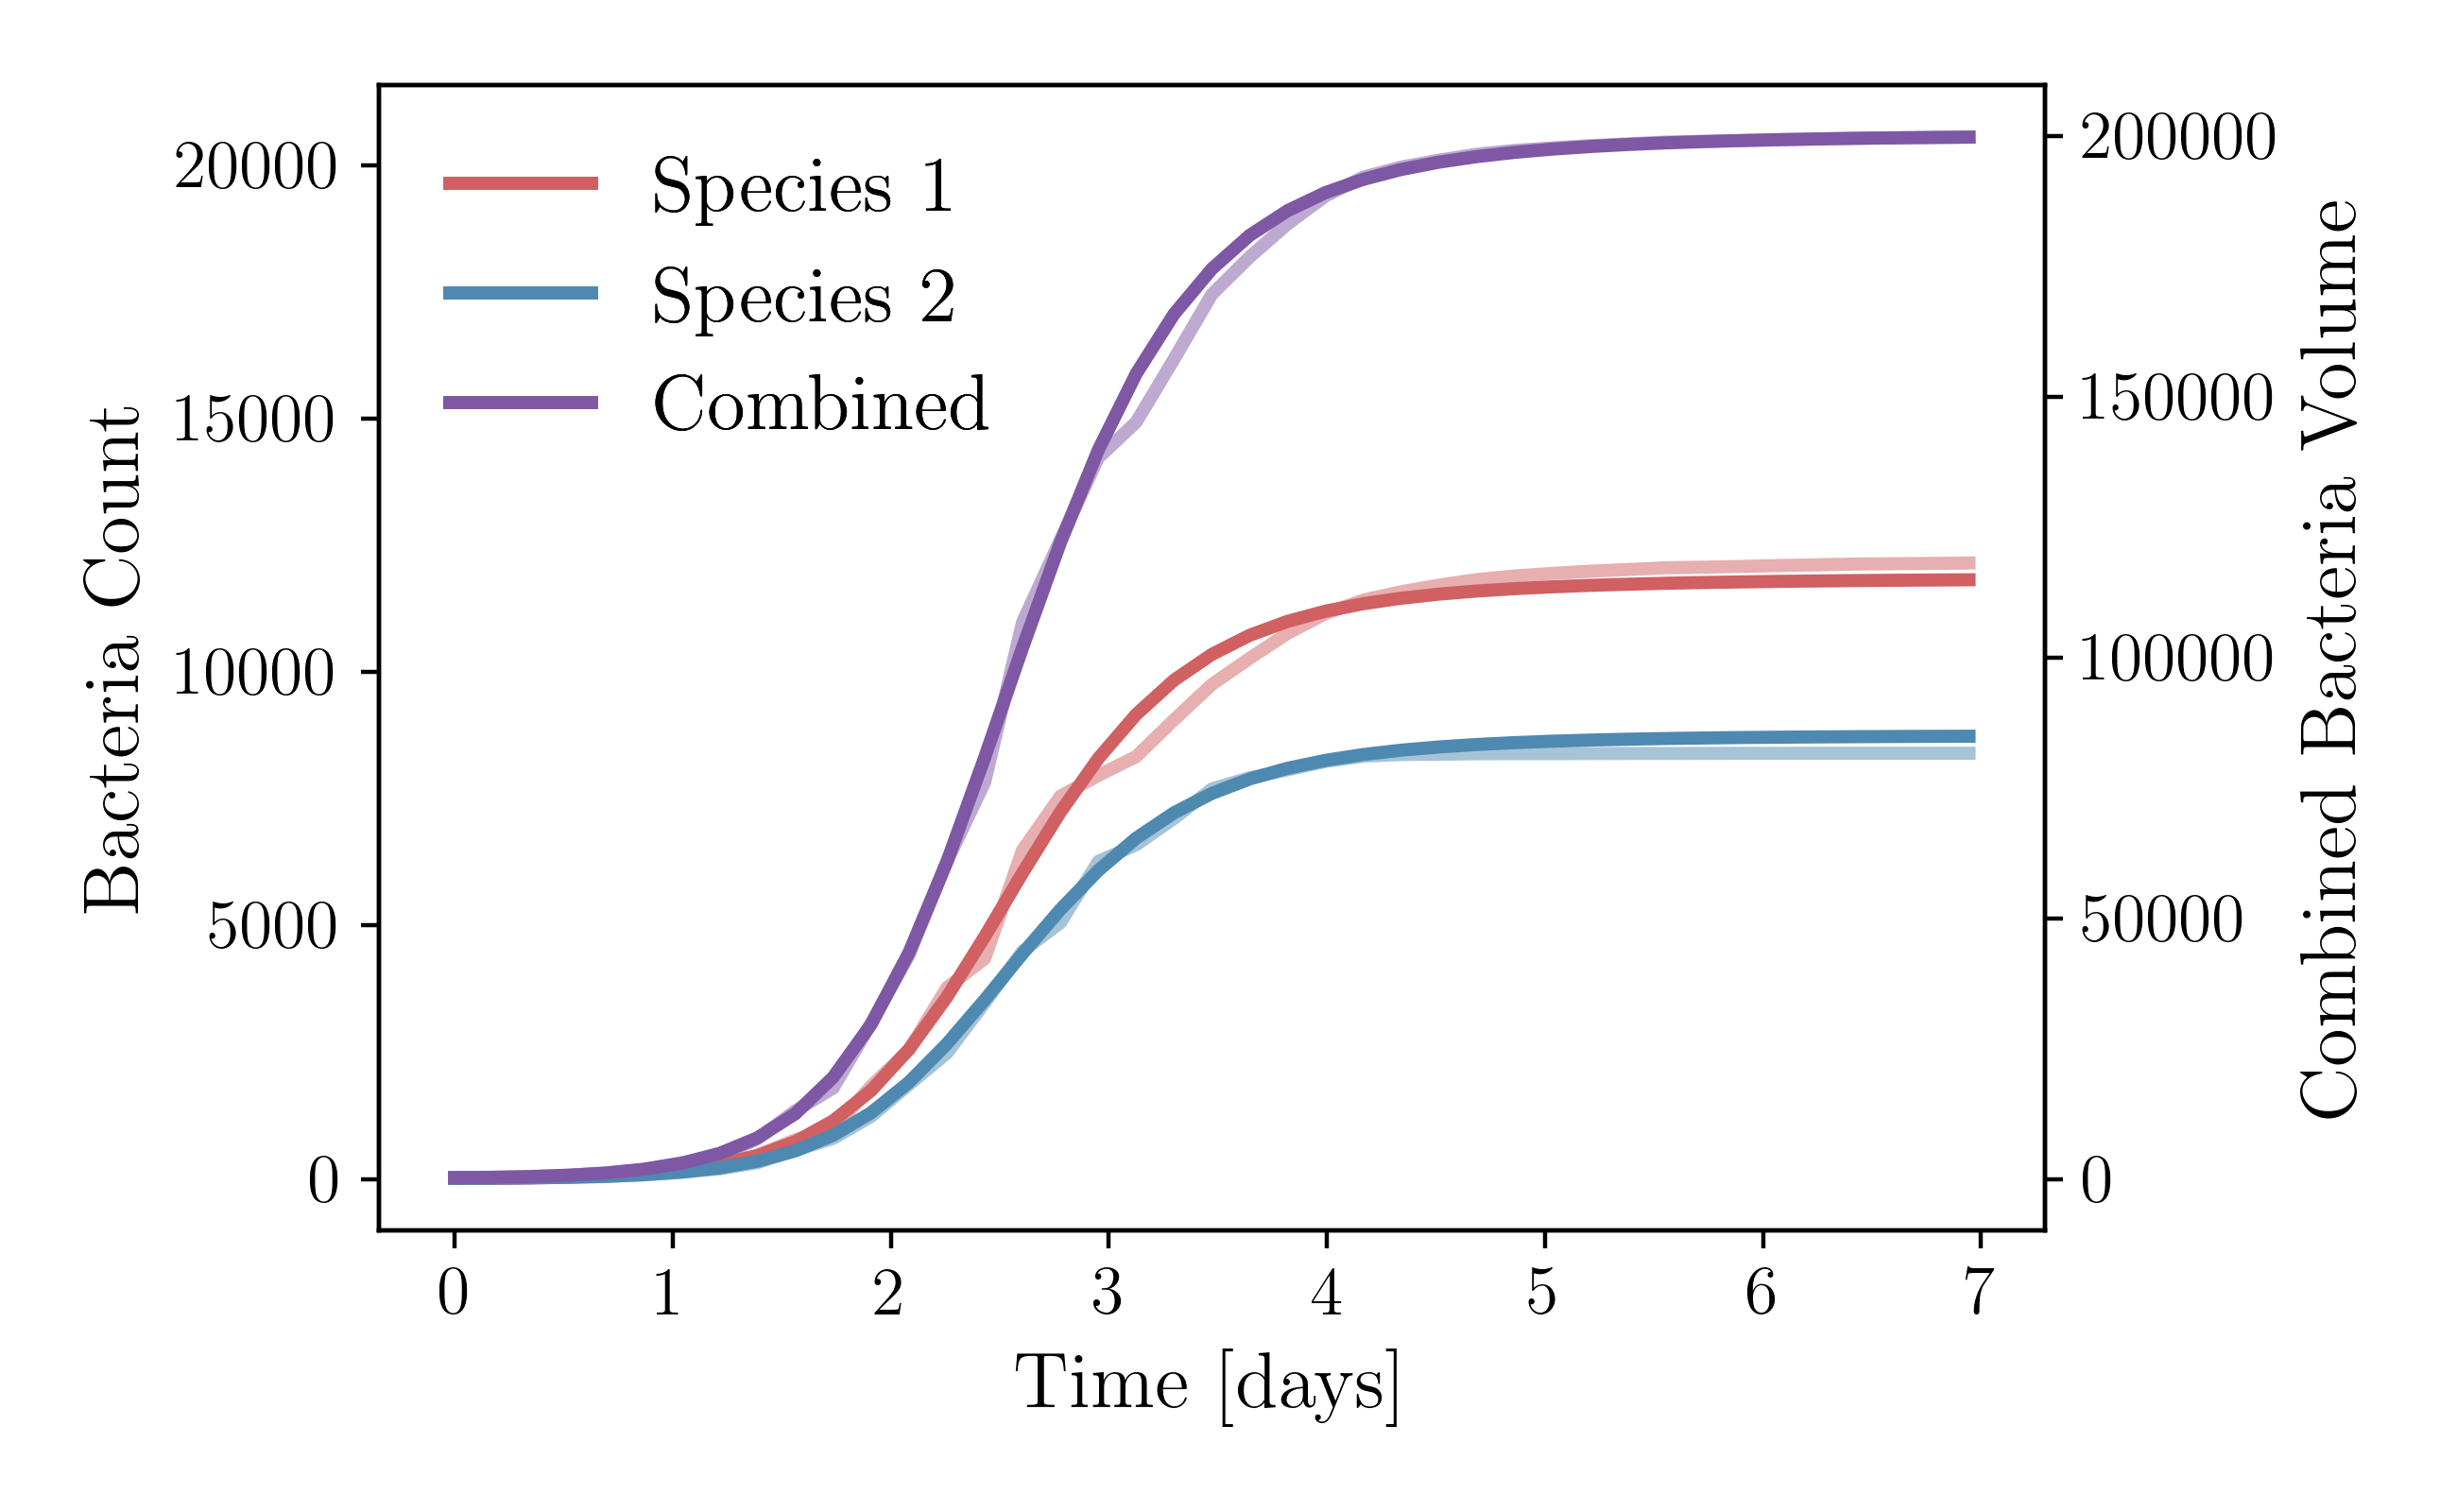 Species 1
Species 2
Combined
20000
15000
10000
5000
0
Bacteria Count
200000
150000
100000
50000
0
Combined Bacteria Volume
0 1 2 3 4 5 6 7
Time [days]